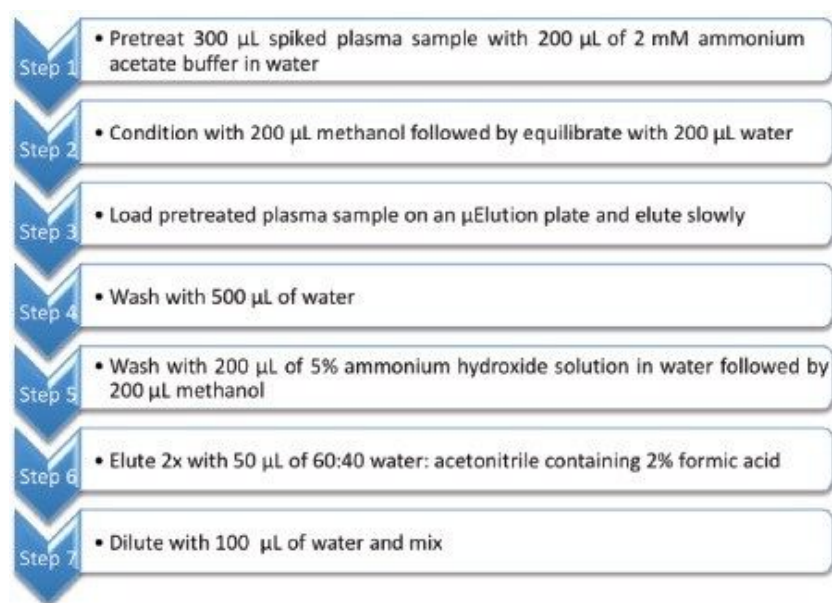 Step 1
• Pretreat 300 µL spiked plasma sample with 200 µL of 2 mM ammonium
acetate buffer in water
Step 2
• Condition with 200 µL methanol followed by equilibrate with 200 µL water
Step 3
• Load pretreated plasma sample on an µElution plate and elute slowly
Step 4
• Wash with 500 µL of water
Step 5
• Wash with 200 µL of 5% ammonium hydroxide solution in water followed by
200 µL methanol
Step 6
• Elute 2x with 50 µL of 60:40 water: acetonitrile containing 2% formic acid
Step 7
• Dilute with 100 µL of water and mix